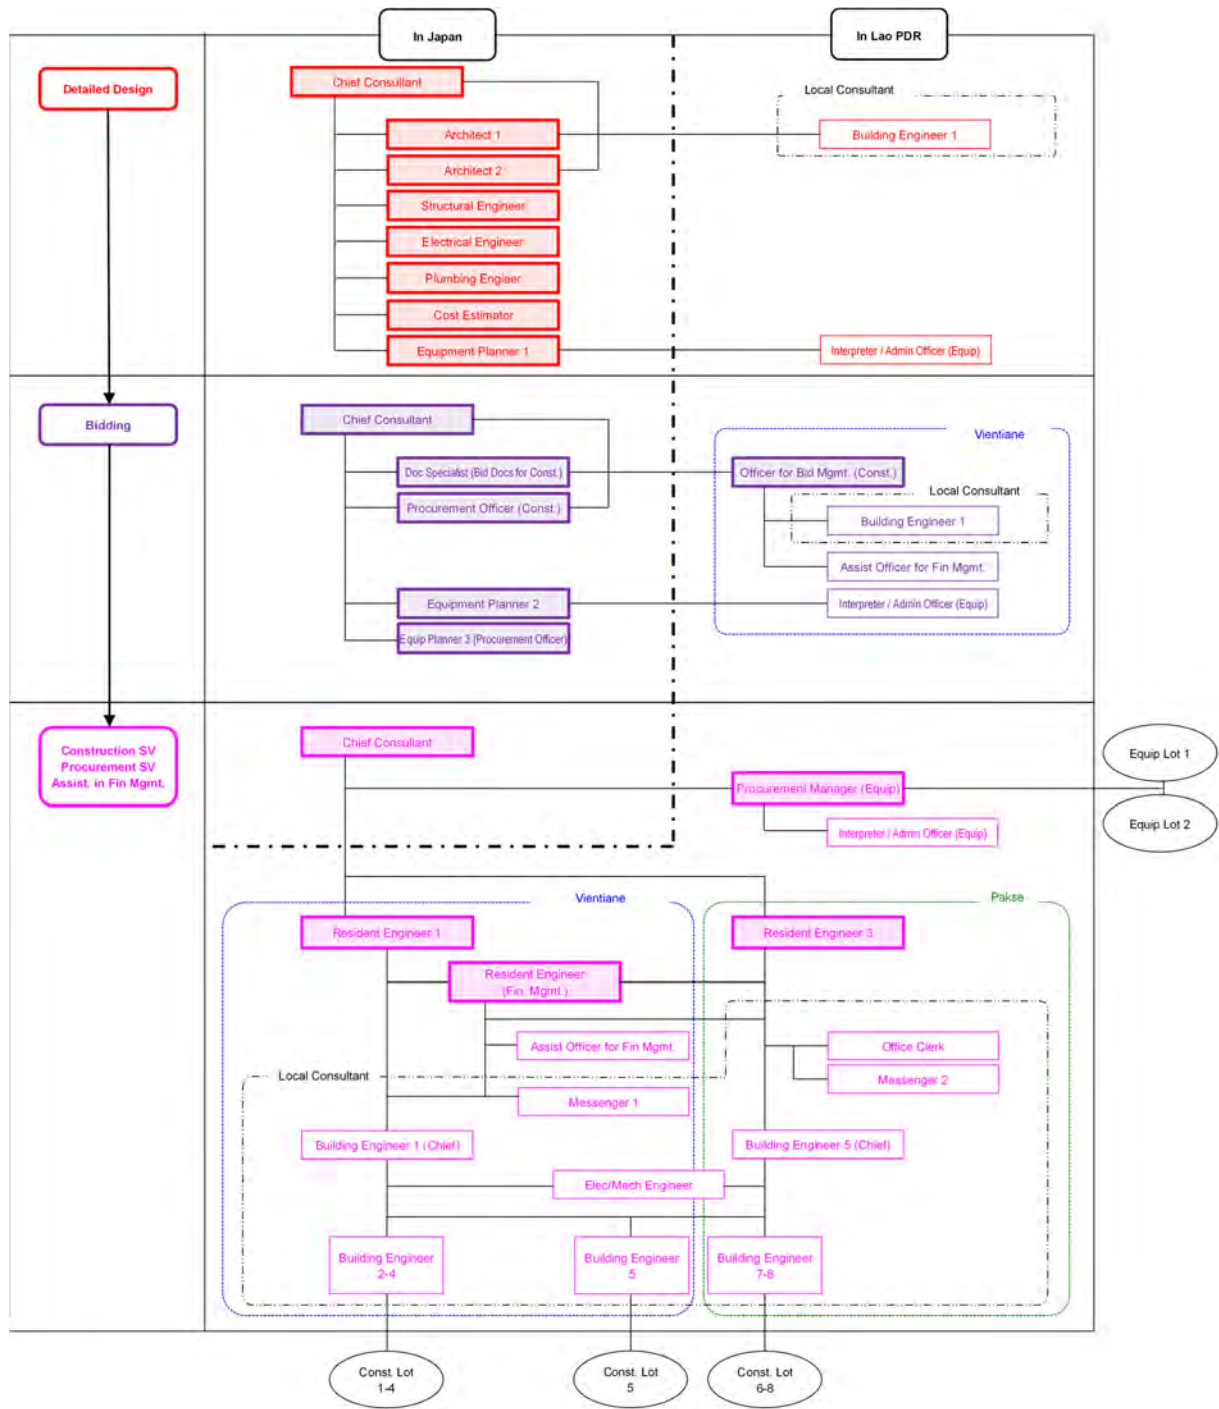 In Japan
In Lao PDR
Detailed Design
Chief Consultant
Local Consultant
Architect 1
Building Engineer 1
Architect 2
Structural Engineer
Electrical Engineer
Plumbing Engieer
Cost Estimator
Equipment Planner 1
Interpreter / Admin Officer (Equip)
Bidding
Chief Consultant
Vientiane
Doc Specialist (Bid Docs for Const.)
Officer for Bid Mgmt. (Const.)
Local Consultant
Procurement Officer (Const.)
Building Engineer 1
Assist Officer for Fin Mgmt.
Equipment Planner 2
Interpreter / Admin Officer (Equip)
Equip Planner 3 (Procurement Officer)
Construction SV
Procurement SV
Assist. in Fin Mgmt.
Chief Consultant
Equip Lot 1
Procurement Manager (Equip)
Equip Lot 2
Interpreter / Admin Officer (Equip)
Vientiane
Pakse
Resident Engineer 1
Resident Engineer 3
Resident Engineer
(Fin. Mgmt.)
Assist Officer for Fin Mgmt.
Office Clerk
Local Consultant
Messenger 2
Messenger 1
Building Engineer 1 (Chief)
Building Engineer 5 (Chief)
Elec/Mech Engineer
Building Engineer
2-4
Building Engineer
5
Building Engineer
7-8
Const. Lot
1-4
Const. Lot
5
Const. Lot
6-8